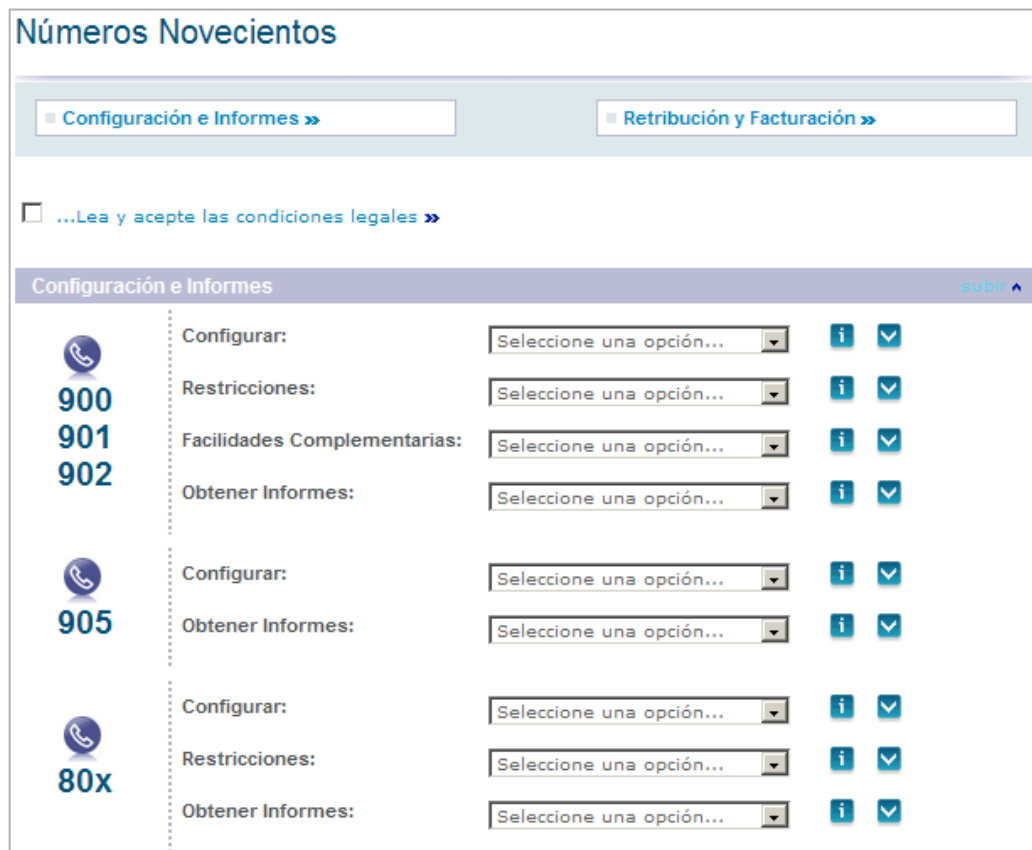 Números Novecientos
Configuración e Informes »
Retribución y Facturación »
...Lea y acepte las condiciones legales »
Configuración e Informes
subir
900
901
902
Configurar:
Seleccione una opción...
Restricciones:
Seleccione una opción...
Facilidades Complementarias:
Seleccione una opción...
Obtener Informes:
Seleccione una opción...
905
Configurar:
Seleccione una opción...
Obtener Informes:
Seleccione una opción...
80x
Configurar:
Seleccione una opción...
Restricciones:
Seleccione una opción...
Obtener Informes:
Seleccione una opción...